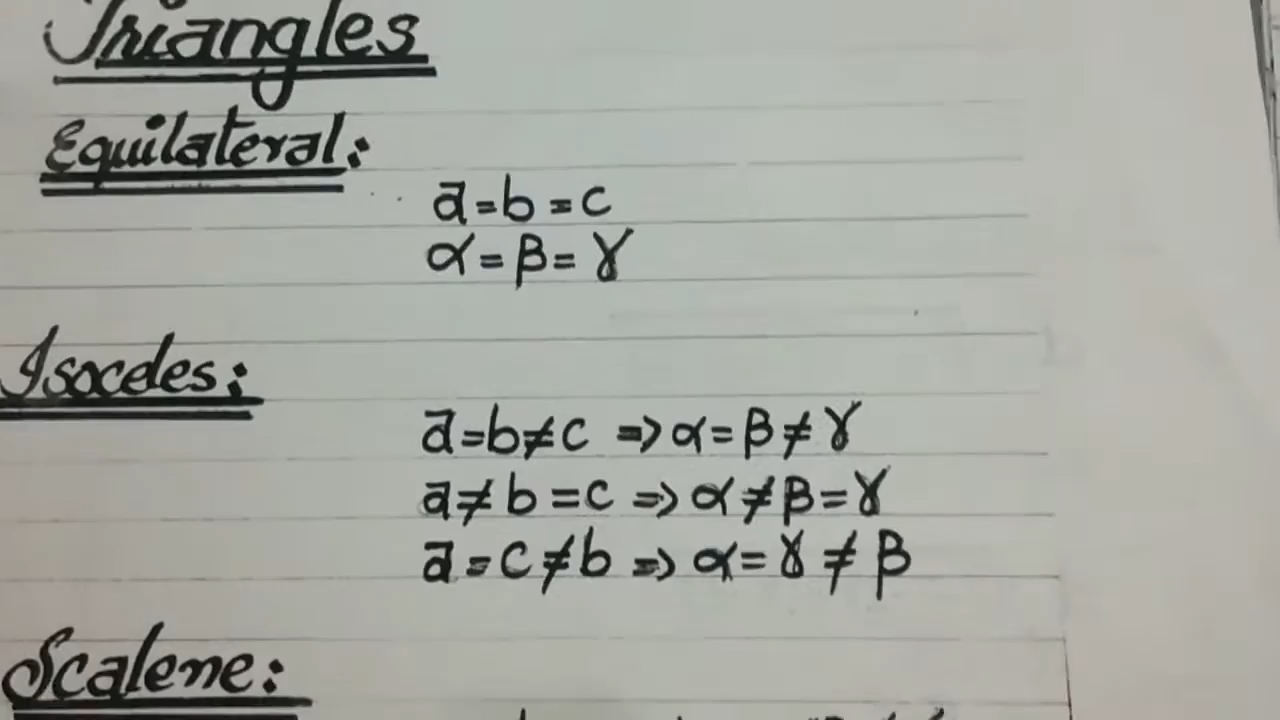 Triangles
Equilateral:
a=b=c
α=β=γ
Isoceles:
a=b≠c ⇒ α=β≠γ
a≠b=c ⇒ α≠β=γ
a=c≠b ⇒ α=γ≠β
Scalene: